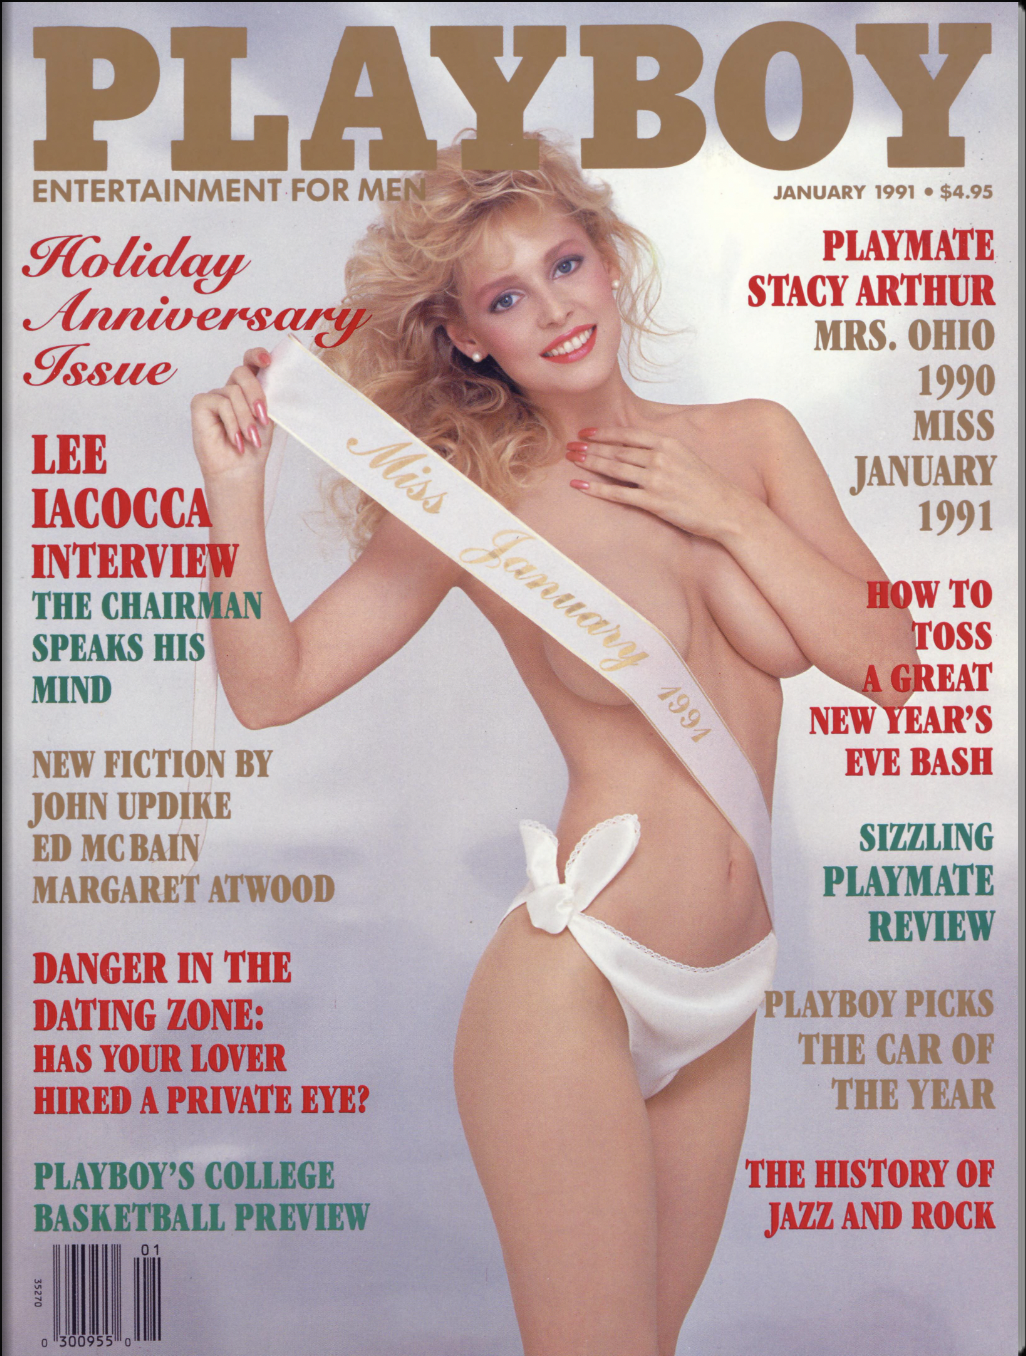 PLAYBOY
ENTERTAINMENT FOR MEN
JANUARY 1991 • $4.95
Holiday
Anniversary
Issue
LEE
IACOCCA
INTERVIEW
THE CHAIRMAN
SPEAKS HIS
MIND
NEW FICTION BY
JOHN UPDIKE
ED MC BAIN
MARGARET ATWOOD
DANGER IN THE
DATING ZONE:
HAS YOUR LOVER
HIRED A PRIVATE EYE?
PLAYBOY'S COLLEGE
BASKETBALL PREVIEW
Miss January 1991
PLAYMATE
STACY ARTHUR
MRS. OHIO
1990
MISS
JANUARY
1991
HOW TO
TOSS
A GREAT
NEW YEAR'S
EVE BASH
SIZZLING
PLAYMATE
REVIEW
PLAYBOY PICKS
THE CAR OF
THE YEAR
THE HISTORY OF
JAZZ AND ROCK
01
35270
0 300955 0